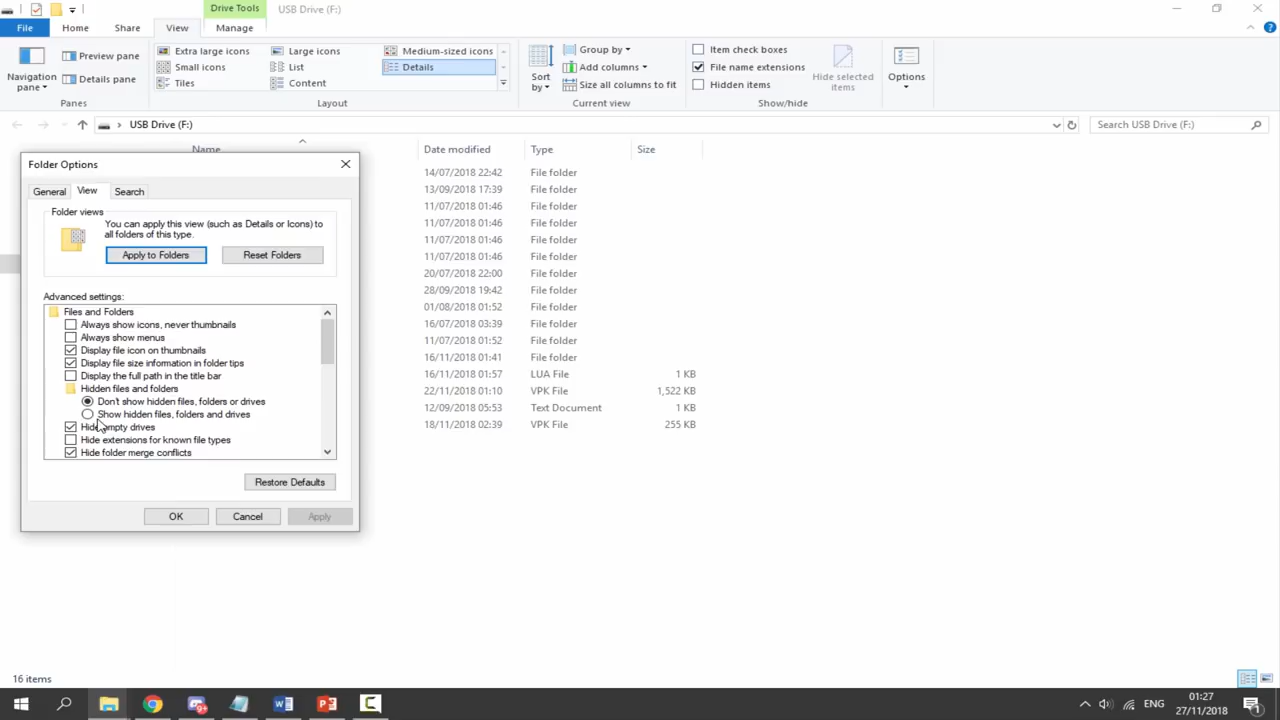 Drive Tools
USB Drive (F:)
File
Home
Share
View
Manage
Navigation pane
Preview pane
Details pane
Panes
Extra large icons
Large icons
Medium-sized icons
Small icons
List
Details
Tiles
Content
Layout
Sort by
Group by
Add columns
Size all columns to fit
Current view
Item check boxes
File name extensions
Hidden items
Hide selected items
Show/hide
Options
USB Drive (F:)
Search USB Drive (F:)
Name
Date modified
Type
Size
14/07/2018 22:42 File folder
13/09/2018 17:39 File folder
11/07/2018 01:46 File folder
11/07/2018 01:46 File folder
11/07/2018 01:46 File folder
11/07/2018 01:46 File folder
20/07/2018 22:00 File folder
28/09/2018 19:42 File folder
01/08/2018 01:52 File folder
16/07/2018 03:39 File folder
11/07/2018 01:52 File folder
16/11/2018 01:41 File folder
16/11/2018 01:57 LUA File 1 KB
22/11/2018 01:10 VPK File 1,522 KB
12/09/2018 05:53 Text Document 1 KB
18/11/2018 02:39 VPK File 255 KB
Folder Options
General
View
Search
Folder views
You can apply this view (such as Details or Icons) to
all folders of this type.
Apply to Folders
Reset Folders
Advanced settings:
Files and Folders
Always show icons, never thumbnails
Always show menus
Display file icon on thumbnails
Display file size information in folder tips
Display the full path in the title bar
Hidden files and folders
Don't show hidden files, folders or drives
Show hidden files, folders and drives
Hide empty drives
Hide extensions for known file types
Hide folder merge conflicts
Restore Defaults
OK
Cancel
Apply
16 items
ENG
01:27
27/11/2018